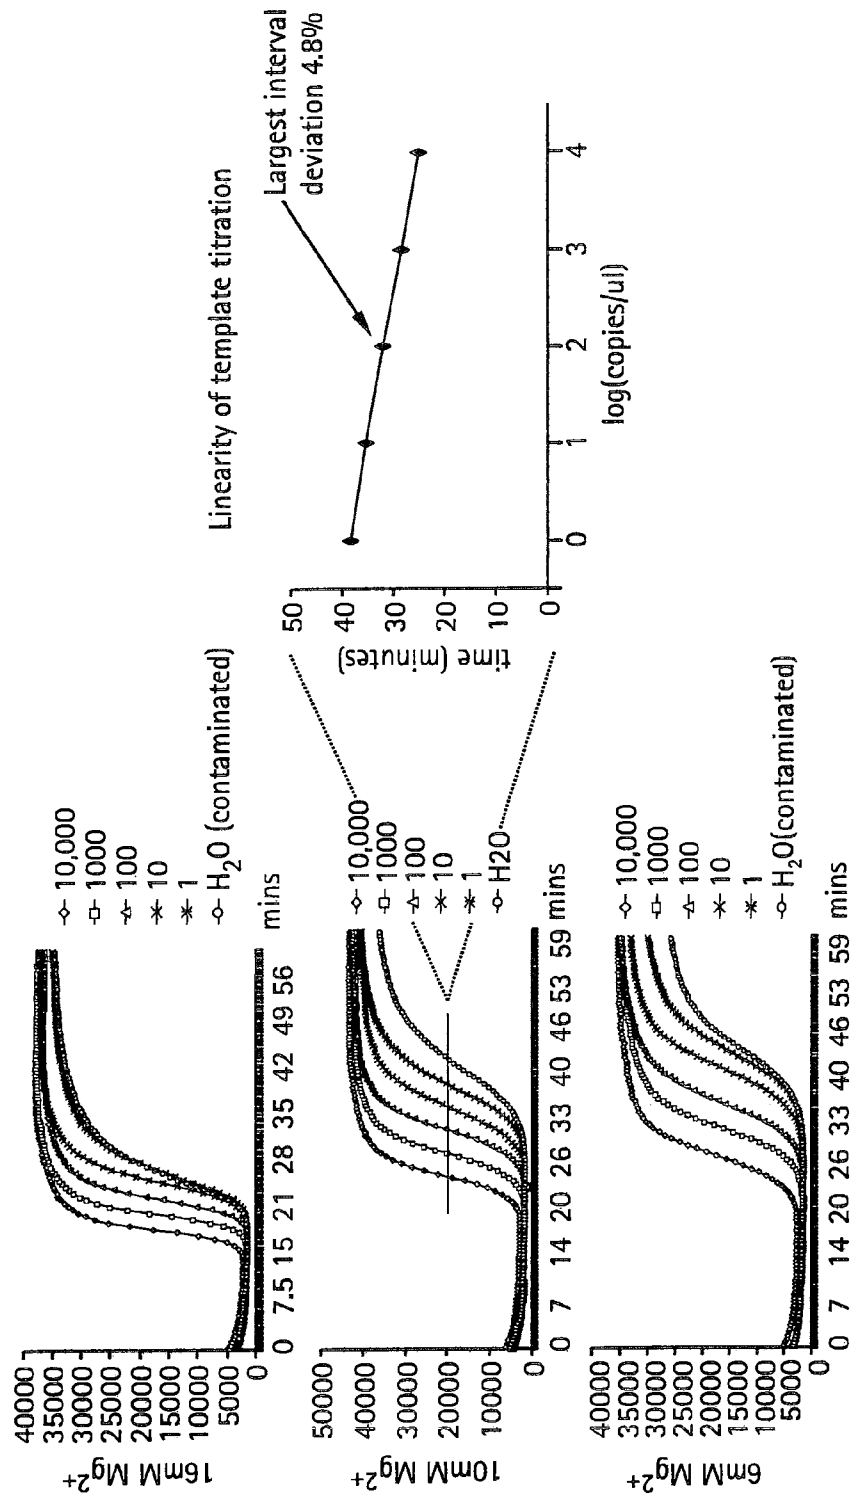 16mM Mg2+
40000
35000
30000
25000
20000
15000
10000
5000
0
0 7.5 15 21 28 35 42 49 56
mins
10,000
1000
100
10
1
H2O (contaminated)
10mM Mg2+
50000
40000
30000
20000
10000
0
0 7 14 20 26 33 40 46 53 59 mins
10,000
1000
100
10
1
H20
6mM Mg2+
40000
35000
30000
25000
20000
15000
10000
5000
0
0 7 14 20 26 33 40 46 53 59 mins
10,000
1000
100
10
1
H2O(contaminated)
Linearity of template titration
Largest interval
deviation 4.8%
time (minutes)
50
40
30
20
10
0
0 1 2 3 4
log(copies/ul)